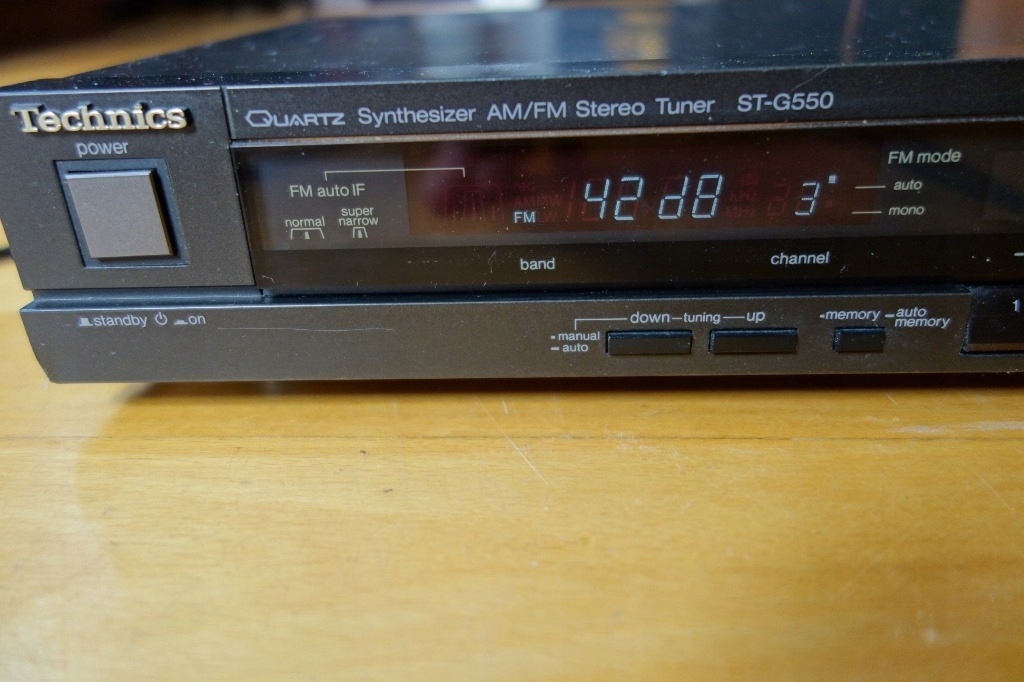 Technics
QUARTZ Synthesizer AM/FM Stereo Tuner ST-G550
power
FM auto IF
normal
super narrow
FM
42 d8
3
FM mode
auto
mono
band
channel
standby on
manual
auto
down tuning up
memory
auto memory
1